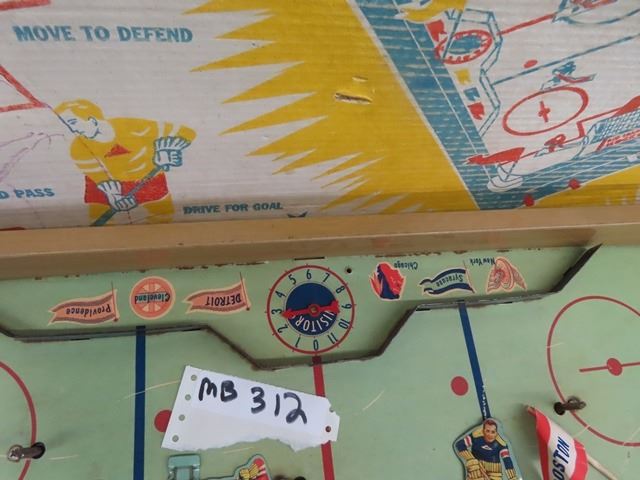 MOVE TO DEFEND
D PASS
DRIVE FOR GOAL
Providence
Cleveland
DETROIT
VISITOR
0 1 2 3 4 5 6 7 8 9 10
Chicago
Syracuse
New York
MB 312
BOSTON